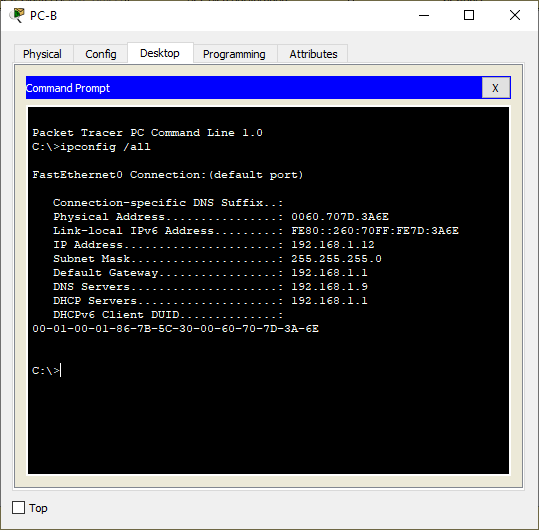 PC-B
Physical Config Desktop Programming Attributes
Command Prompt X
Packet Tracer PC Command Line 1.0
C:\>ipconfig /all
FastEthernet0 Connection:(default port)
Connection-specific DNS Suffix..:
Physical Address................: 0060.707D.3A6E
Link-local IPv6 Address.........: FE80::260:70FF:FE7D:3A6E
IP Address......................: 192.168.1.12
Subnet Mask.....................: 255.255.255.0
Default Gateway.................: 192.168.1.1
DNS Servers.....................: 192.168.1.9
DHCP Servers....................: 192.168.1.1
DHCPv6 Client DUID..............:
00-01-00-01-86-7B-5C-30-00-60-70-7D-3A-6E
C:\>
Top